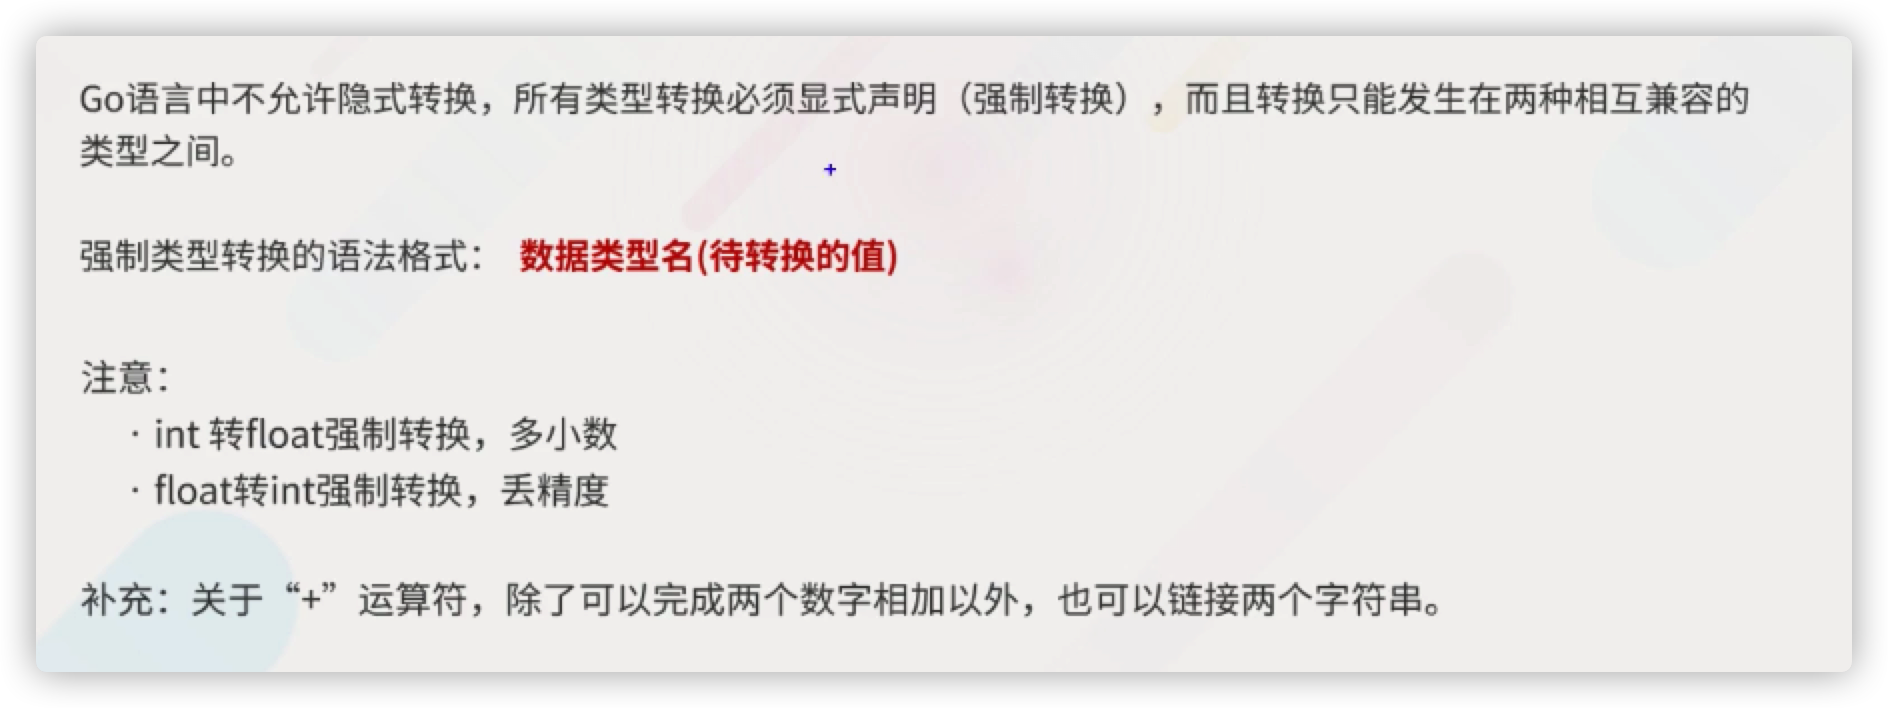 Go语言中不允许隐式转换，所有类型转换必须显式声明（强制转换），而且转换只能发生在两种相互兼容的
类型之间。
强制类型转换的语法格式： 数据类型名(待转换的值)
注意：
· int 转float强制转换，多小数
· float转int强制转换，丢精度
补充：关于“+”运算符，除了可以完成两个数字相加以外，也可以链接两个字符串。